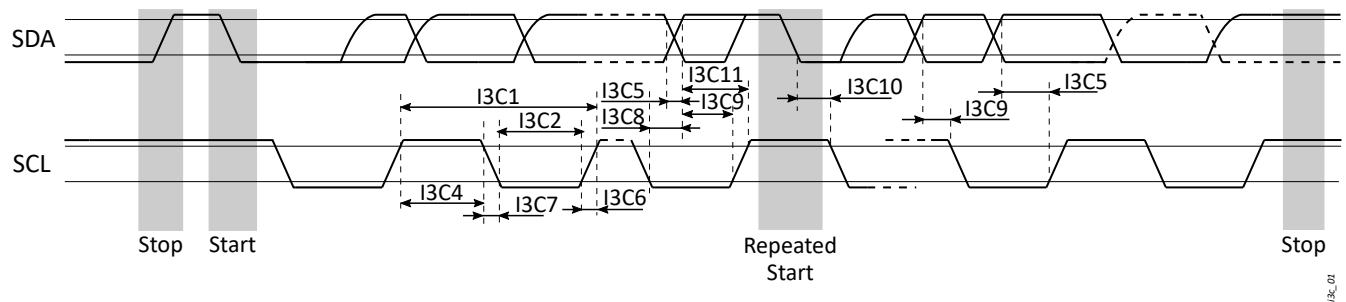 SDA
I3C11
I3C1
I3C5
I3C9
I3C10
I3C5
I3C2
I3C8
I3C9
SCL
I3C4
I3C7
I3C6
Stop
Start
Repeated
Start
Stop
i3c_01